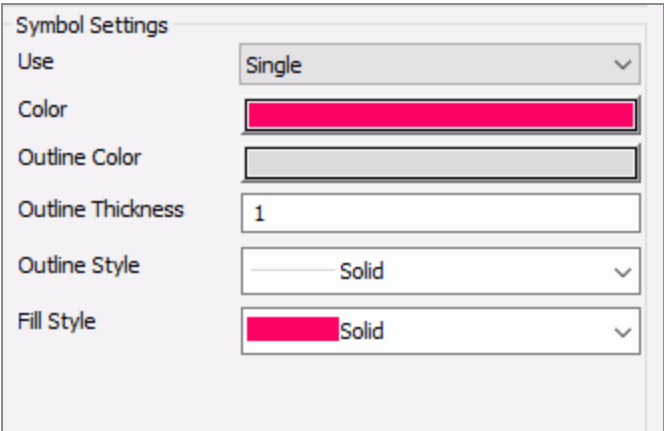 Symbol Settings
Use Single
Color
Outline Color
Outline Thickness 1
Outline Style Solid
Fill Style Solid